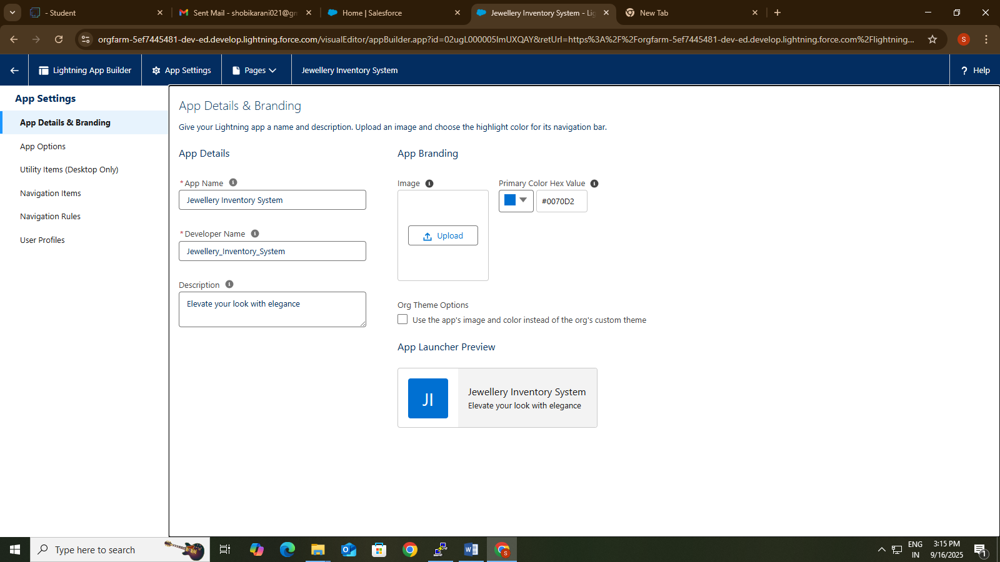 - Student
Sent Mail - shobikarani021@gm
Home | Salesforce
Jewellery Inventory System - Lig
New Tab
orgfarm-5ef7445481-dev-ed.develop.lightning.force.com/visualEditor/appBuilder.app?id=02ugL000005ImUXQAY&retUrl=https%3A%2F%2Forgfarm-5ef7445481-dev-ed.develop.lightning.force.com%2Flightning...
S
Lightning App Builder
App Settings
Pages
Jewellery Inventory System
? Help
App Settings
App Details & Branding
App Options
Utility Items (Desktop Only)
Navigation Items
Navigation Rules
User Profiles
App Details & Branding
Give your Lightning app a name and description. Upload an image and choose the highlight color for its navigation bar.
App Details
*App Name
Jewellery Inventory System
*Developer Name
Jewellery_Inventory_System
Description
Elevate your look with elegance
App Branding
Image
Upload
Primary Color Hex Value
#0070D2
Org Theme Options
Use the app's image and color instead of the org's custom theme
App Launcher Preview
JI
Jewellery Inventory System
Elevate your look with elegance
Type here to search
ENG
IN
3:15 PM
9/16/2025
1